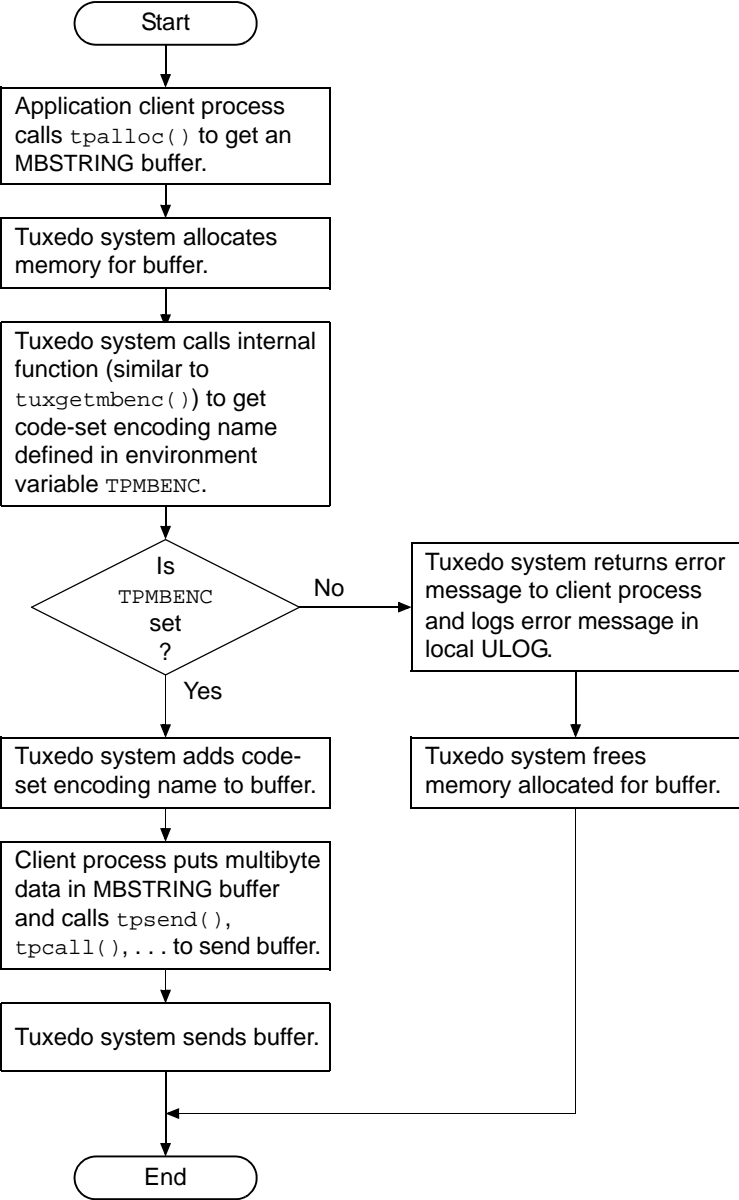 Start
Application client process
calls tpalloc() to get an
MBSTRING buffer.
Tuxedo system allocates
memory for buffer.
Tuxedo system calls internal
function (similar to
tuxgetmbenc()) to get
code-set encoding name
defined in environment
variable TPMBENC.
Is
TPMBENC
set
?
No
Yes
Tuxedo system returns error
message to client process
and logs error message in
local ULOG.
Tuxedo system adds code-
set encoding name to buffer.
Tuxedo system frees
memory allocated for buffer.
Client process puts multibyte
data in MBSTRING buffer
and calls tpsend(),
tpcall(),... to send buffer.
Tuxedo system sends buffer.
End